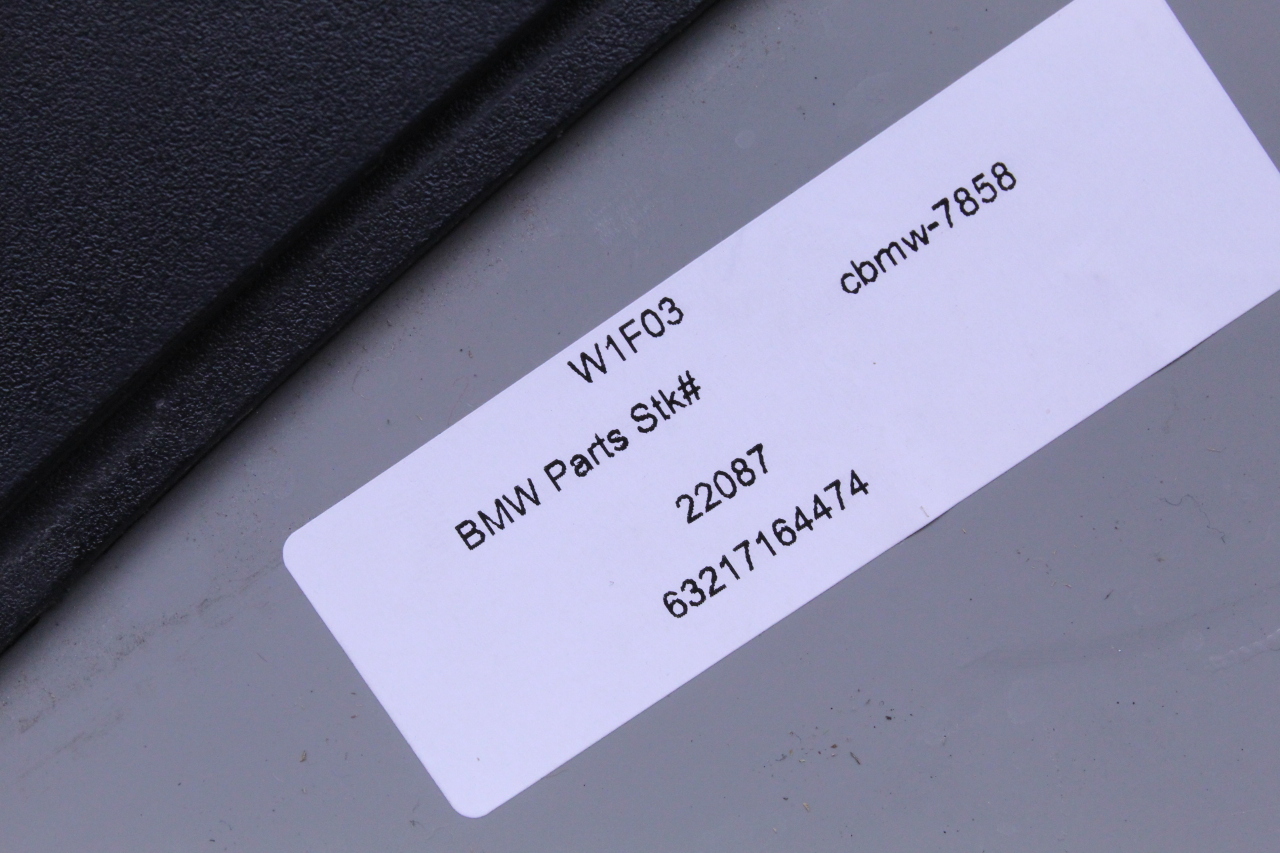 W1F03 cbmw-7858
BMW Parts Stk#
22087
63217164474